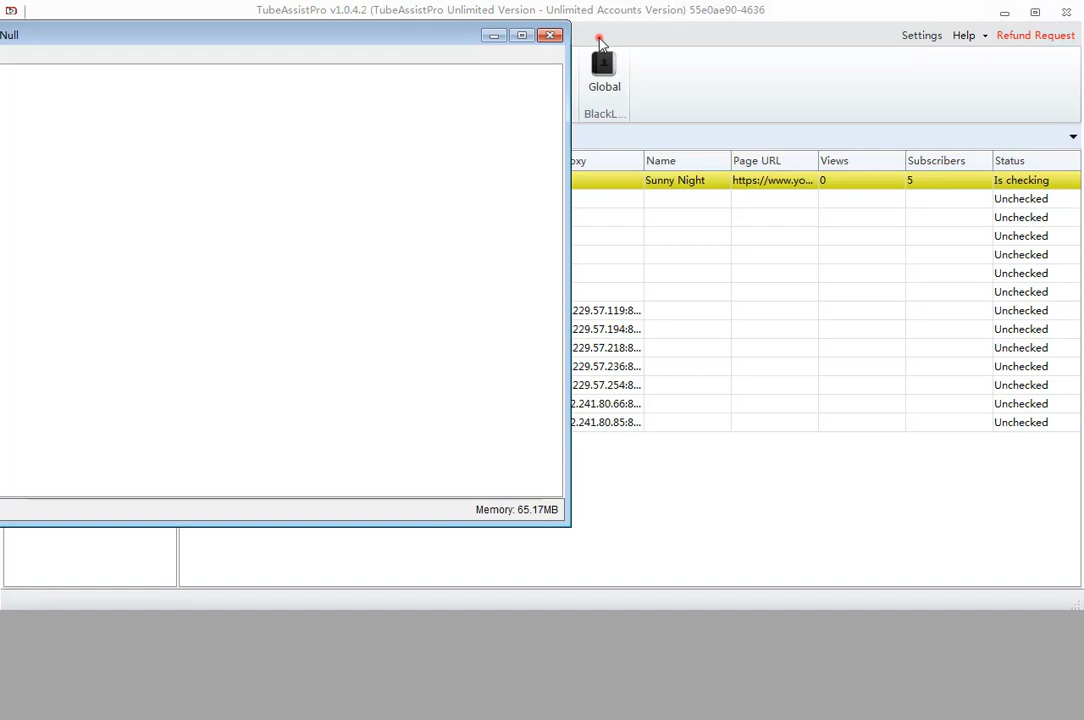 TubeAssistPro v1.0.4.2 (TubeAssistPro Unlimited Version - Unlimited Accounts Version) 55e0ae90-4636
Null
Settings Help Refund Request
Global
BlackL...
oxy Name Page URL Views Subscribers Status
Sunny Night https://www.yo... 0 5 Is checking
Unchecked
Unchecked
Unchecked
Unchecked
Unchecked
Unchecked
229.57.119:8... Unchecked
229.57.194:8... Unchecked
229.57.218:8... Unchecked
229.57.236:8... Unchecked
229.57.254:8... Unchecked
2.241.80.66:8... Unchecked
2.241.80.85:8... Unchecked
Memory: 65.17MB